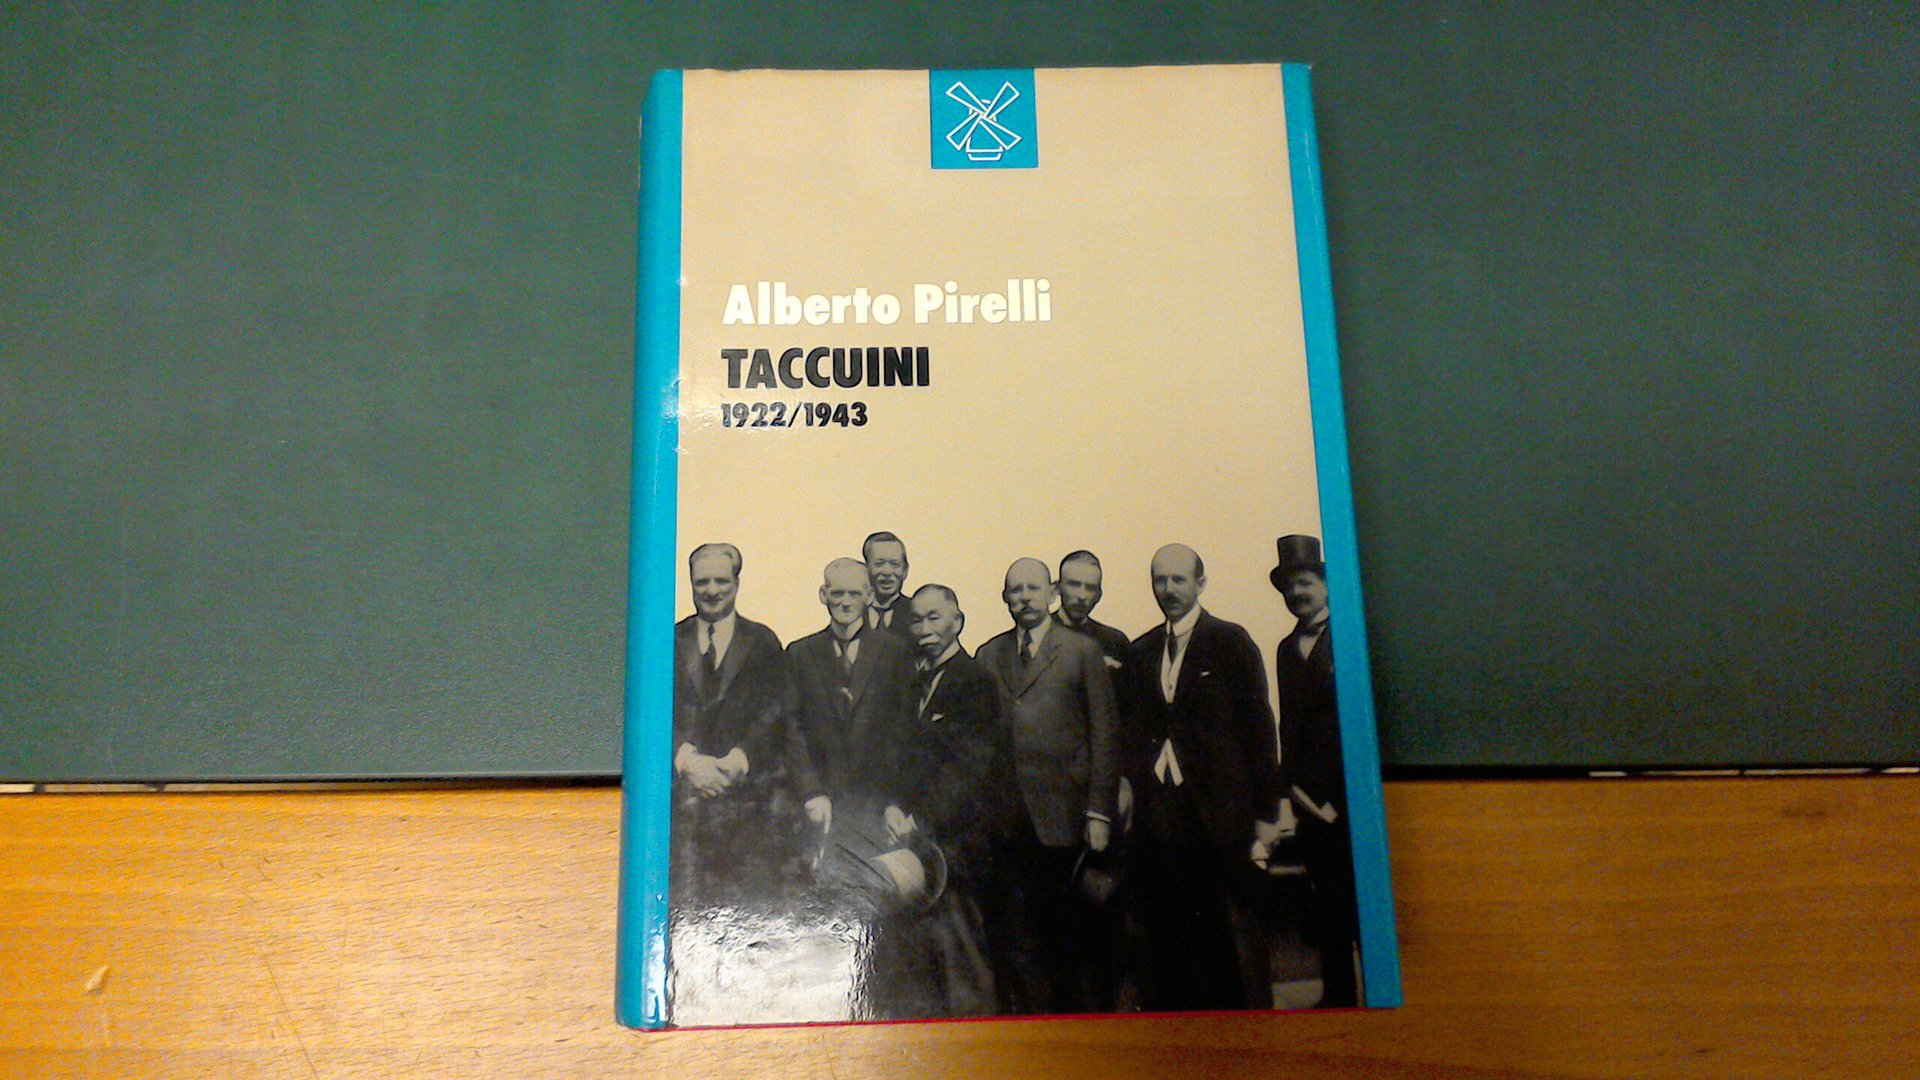 Alberto Pirelli
TACCUINI
1922/1943